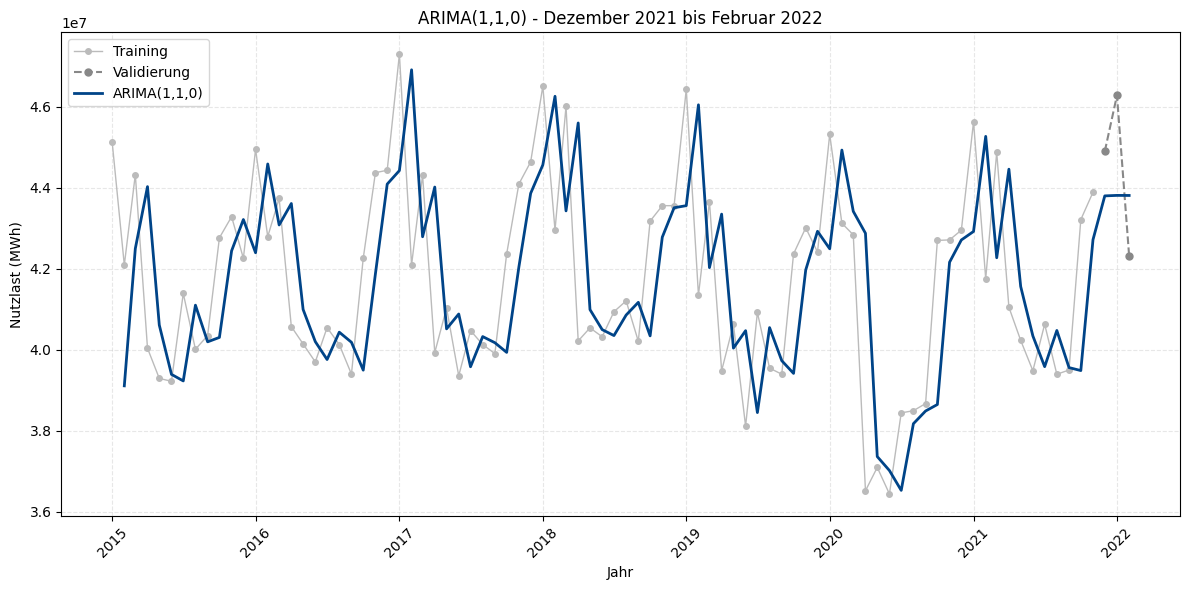 ARIMA(1,1,0) - Dezember 2021 bis Februar 2022
1e7
Training
Validierung
ARIMA(1,1,0)
Nutzlast (MWh)
4.6
4.4
4.2
4.0
3.8
3.6
2015
2016
2017
2018
2019
2020
2021
2022
Jahr